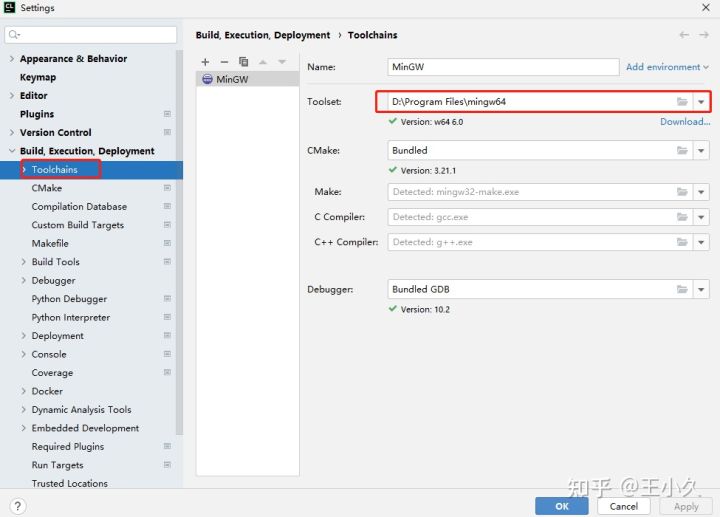 CL Settings
Appearance & Behavior
Keymap
Editor
Plugins
Version Control
Build, Execution, Deployment
Toolchains
CMake
Compilation Database
Custom Build Targets
Makefile
Build Tools
Debugger
Python Debugger
Python Interpreter
Deployment
Console
Coverage
Docker
Dynamic Analysis Tools
Embedded Development
Required Plugins
Run Targets
Trusted Locations
?
Build, Execution, Deployment › Toolchains
MinGW
Name: MinGW Add environment
Toolset: D:\Program Files\mingw64
Version: w64 6.0 Download...
CMake: Bundled
Version: 3.21.1
Make: Detected: mingw32-make.exe
C Compiler: Detected: gcc.exe
C++ Compiler: Detected: g++.exe
Debugger: Bundled GDB
Version: 10.2
知乎 @王小久
OK Cancel Apply